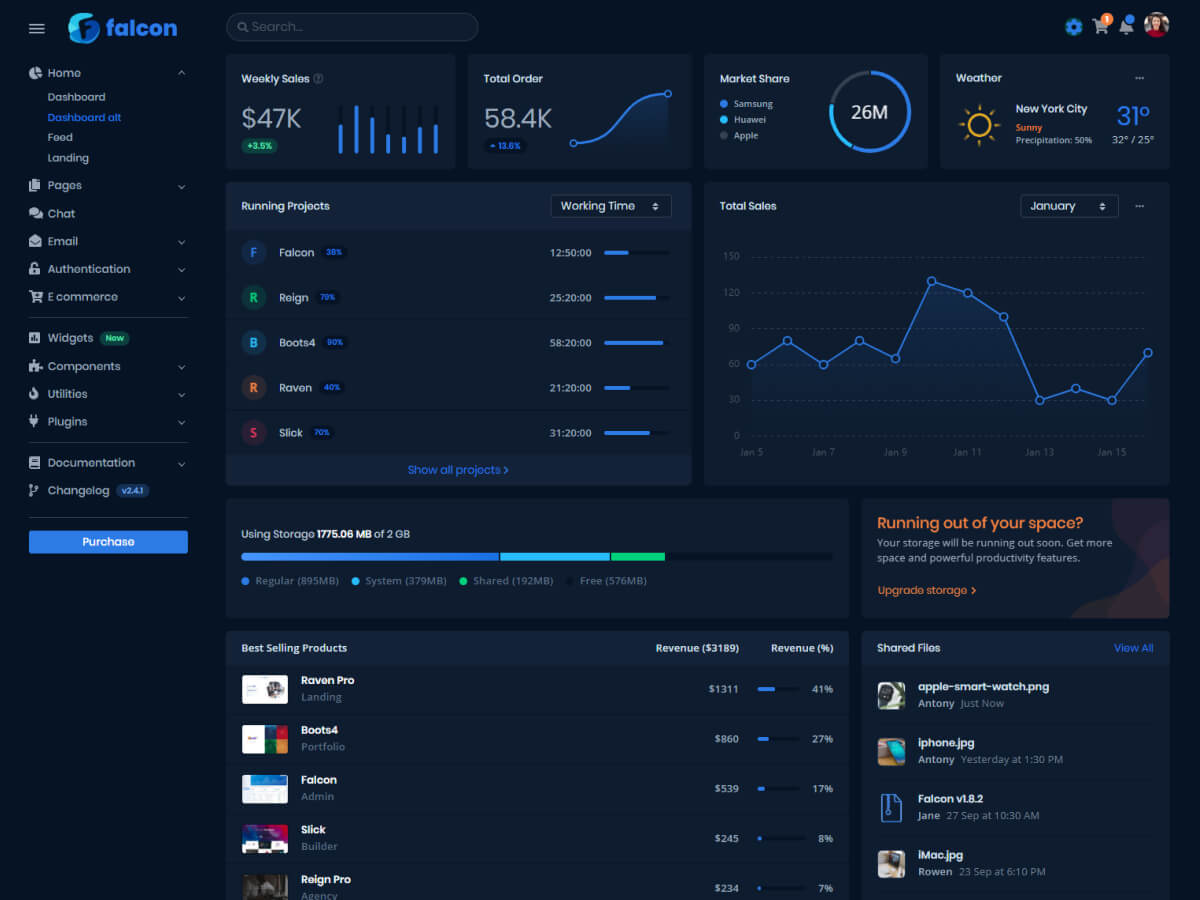 falcon
Search...
1
Home
Dashboard
Dashboard alt
Feed
Landing
Pages
Chat
Email
Authentication
E commerce
Widgets New
Components
Utilities
Plugins
Documentation
Changelog v2.4.1
Purchase
Weekly Sales
$47K
+3.5%
Total Order
58.4K
13.6%
Market Share
Samsung
Huawei
Apple
26M
Weather
New York City
Sunny
Precipitation: 50%
31°
32° / 25°
Running Projects
Working Time
F Falcon 38% 12:50:00
R Reign 79% 25:20:00
B Boots4 90% 58:20:00
R Raven 40% 21:20:00
S Slick 70% 31:20:00
Show all projects
Total Sales
January
150
120
90
60
30
0
Jan 5 Jan 7 Jan 9 Jan 11 Jan 13 Jan 15
Using Storage 1775.06 MB of 2 GB
Regular (895MB) System (379MB) Shared (192MB) Free (576MB)
Running out of your space?
Your storage will be running out soon. Get more
space and powerful productivity features.
Upgrade storage
Best Selling Products Revenue ($3189) Revenue (%)
Raven Pro
Landing
$1311 41%
Boots4
Portfolio
$860 27%
Falcon
Admin
$539 17%
Slick
Builder
$245 8%
Reign Pro
Agency
$234 7%
Shared Files View All
apple-smart-watch.png
Antony Just Now
iphone.jpg
Antony Yesterday at 1:30 PM
Falcon v1.8.2
Jane 27 Sep at 10:30 AM
iMac.jpg
Rowen 23 Sep at 6:10 PM